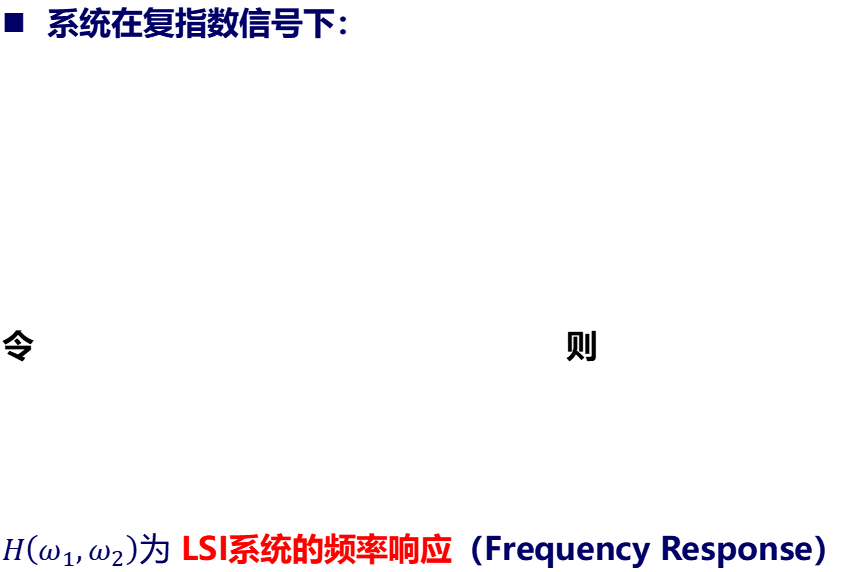 ■ 系统在复指数信号下：
令 则
H(ω₁, ω₂)为 LSI系统的频率响应（Frequency Response）